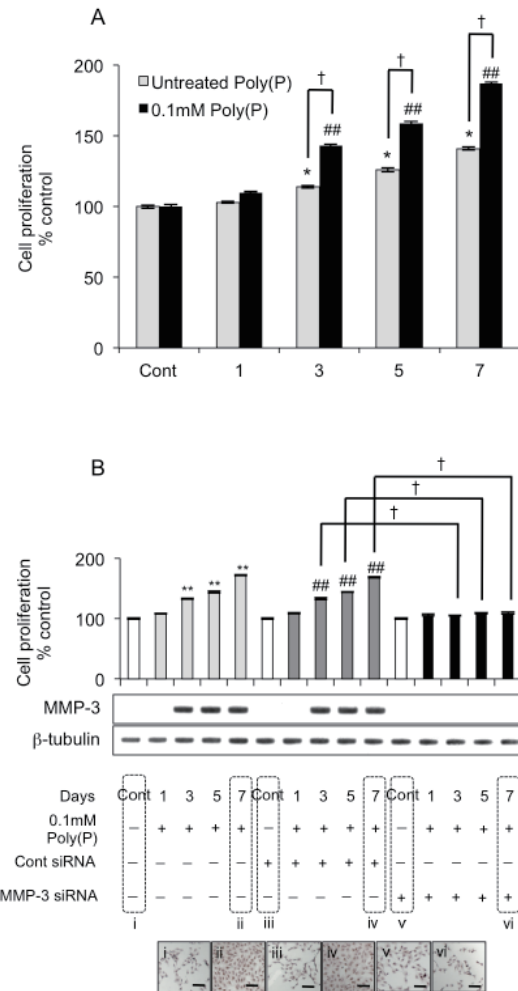 A
Cell proliferation
% control
200
150
100
50
0
Untreated Poly(P)
0.1mM Poly(P)
† † †
* ## * ## * ##
Cont 1 3 5 7
B
† † †
Cell proliferation
% control
200
100
0
** ** ** ## ## ##
MMP-3
β-tubulin
Days Cont 1 3 5 7 Cont 1 3 5 7 Cont 1 3 5 7
0.1mM
Poly(P) – + + + + – + + + + – + + + +
Cont siRNA – – – – – + + + + + – – – – –
MMP-3 siRNA – – – – – – – – – – + + + + +
i ii iii iv v vi
i ii iii iv v vi